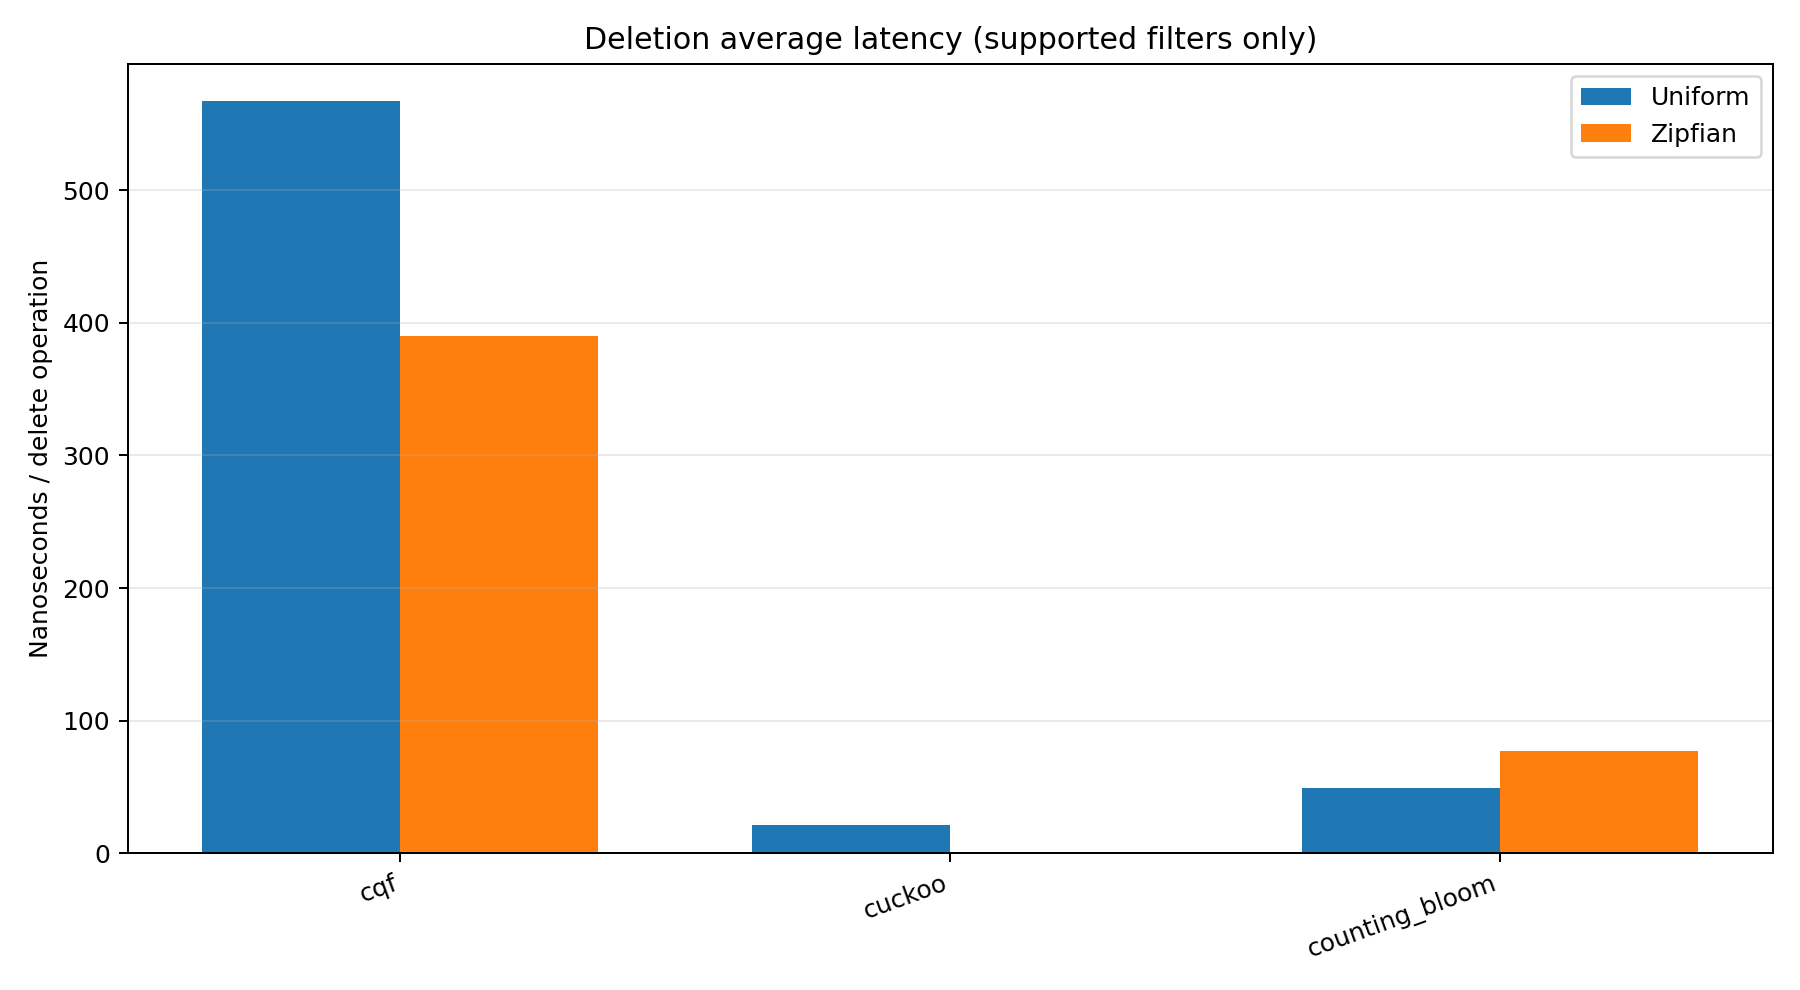 Deletion average latency (supported filters only)
Uniform
Zipfian
Nanoseconds / delete operation
500
400
300
200
100
0
cqf
cuckoo
counting_bloom